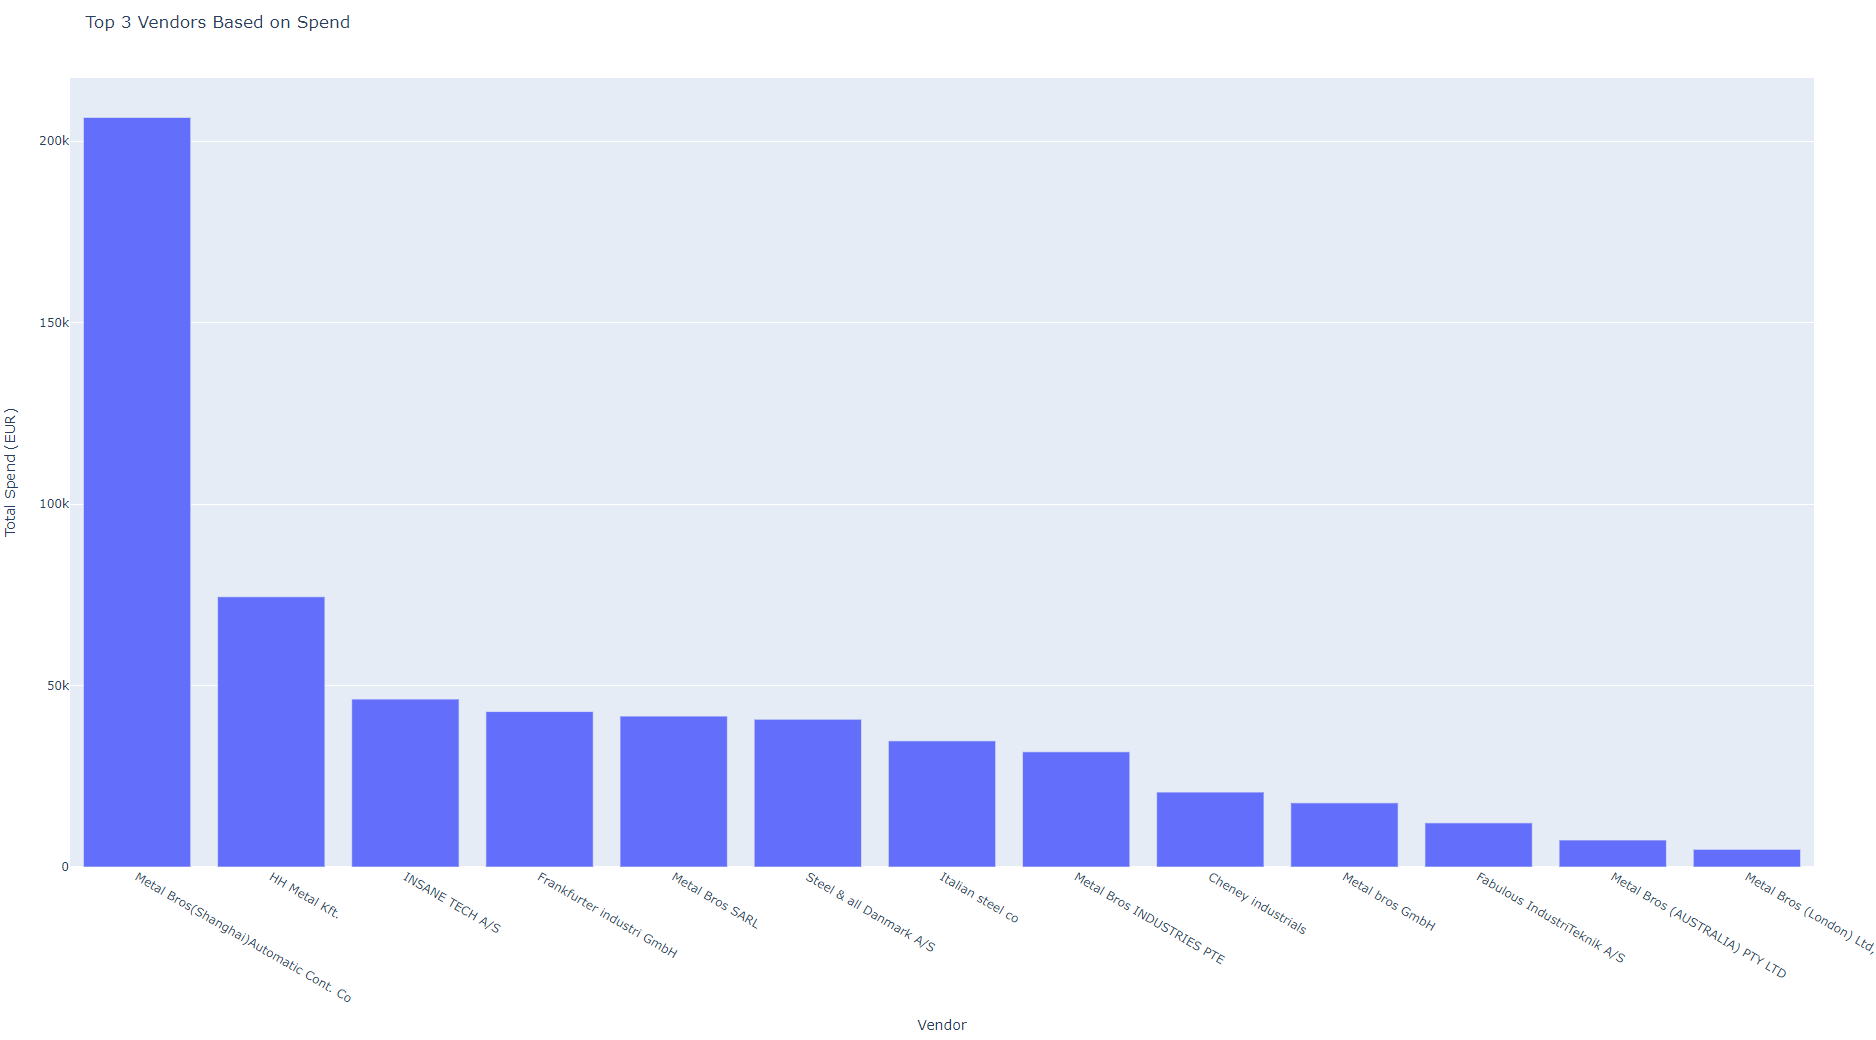 Top 3 Vendors Based on Spend
200k
150k
100k
50k
0
Total Spend (EUR)
Metal Bros(Shanghai)Automatic Cont. Co
HH Metal Kft.
INSANE TECH A/S
Frankfurter industri GmbH
Metal Bros SARL
Steel & all Danmark A/S
Italian steel co
Metal Bros INDUSTRIES PTE
Cheney industrials
Metal bros GmbH
Fabulous IndustriTeknik A/S
Metal Bros (AUSTRALIA) PTY LTD
Metal Bros (London) Ltd,
Vendor